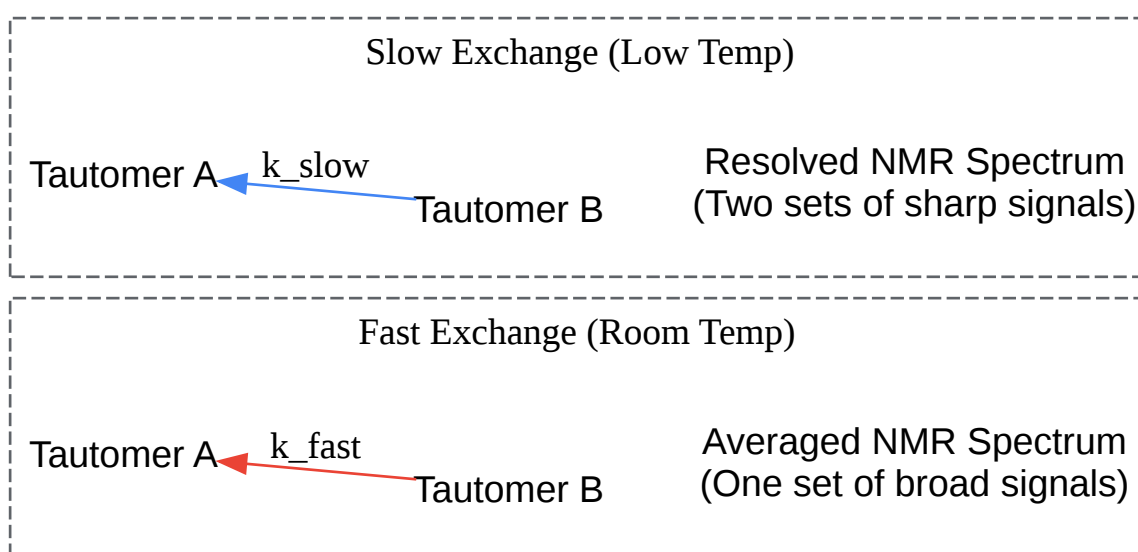 Slow Exchange (Low Temp)
Tautomer A
k_slow
Tautomer B
Resolved NMR Spectrum
(Two sets of sharp signals)
Fast Exchange (Room Temp)
Tautomer A
k_fast
Tautomer B
Averaged NMR Spectrum
(One set of broad signals)